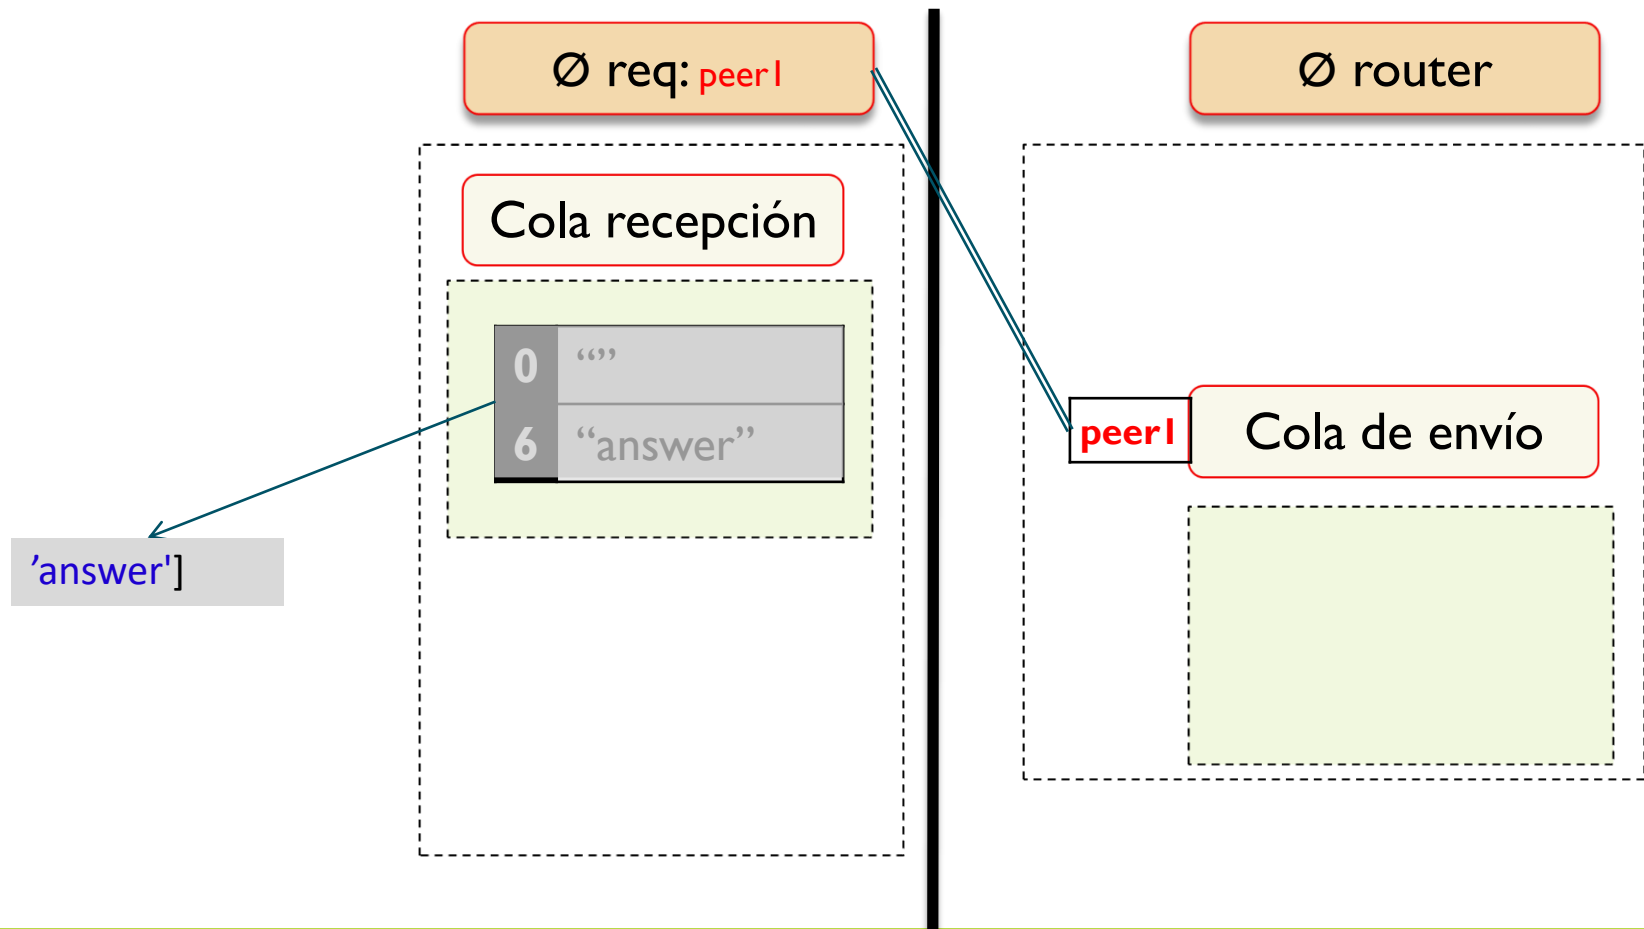 Ø req: peer1
Ø router
Cola recepción
0 “”
6 “answer”
peer1 Cola de envío
’answer']